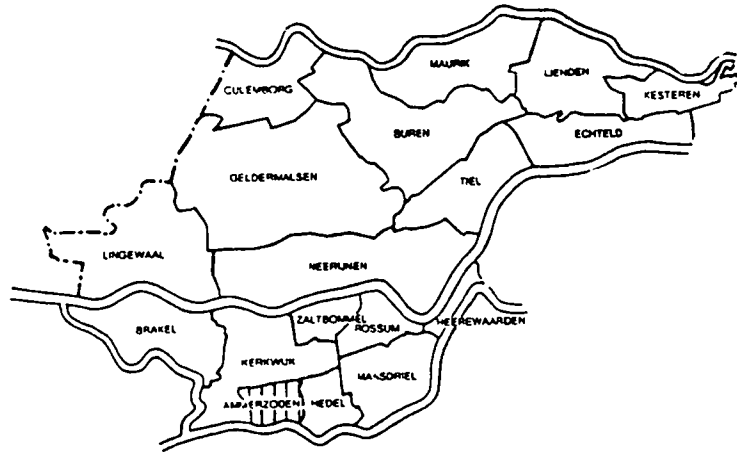 MAURIK
LIENDEN
CULEMBORG
KESTEREN
BUREN
ECHTELD
GELDERMALSEN
TIEL
LINGEWAAL
NEERIJNEN
ZALTBOMMEL
HEEREWAARDEN
BRAKEL
ROSSUM
KERKWIJK
MAASDRIEL
AMMERZODEN
HEDEL